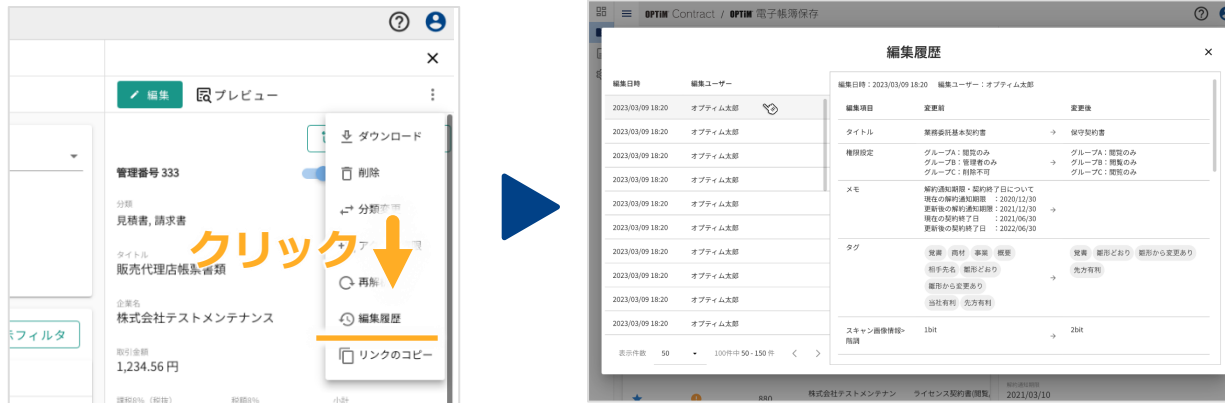 編集
プレビュー
ダウンロード
管理番号 333
削除
分類
見積書, 請求書
分類変更
クリック
タイトル
販売代理店帳票書類
再解
企業名
株式会社テストメンテナンス
編集履歴
フィルタ
リンクのコピー
取引金額
1,234.56 円
課税8%（税抜）
税額8%
小計
OPTiM Contract / OPTiM 電子帳簿保存
編集履歴
編集日時
編集ユーザー
2023/03/09 18:20 オプティム太郎
2023/03/09 18:20 オプティム太郎
2023/03/09 18:20 オプティム太郎
2023/03/09 18:20 オプティム太郎
2023/03/09 18:20 オプティム太郎
2023/03/09 18:20 オプティム太郎
2023/03/09 18:20 オプティム太郎
2023/03/09 18:20 オプティム太郎
2023/03/09 18:20 オプティム太郎
2023/03/09 18:20 オプティム太郎
表示件数 50 100件中 50 - 150 件
編集日時：2023/03/09 18:20 編集ユーザー：オプティム太郎
編集項目 変更前 変更後
タイトル 業務委託基本契約書 → 保守契約書
権限設定
グループA：閲覧のみ
グループB：管理者のみ
グループC：削除不可
→
グループA：閲覧のみ
グループB：閲覧のみ
グループC：閲覧のみ
メモ
解約通知期限・契約終了日について
現在の解約通知期限 ：2020/12/30
更新後の解約通知期限：2021/12/30
現在の契約終了日 ：2021/06/30
更新後の契約終了日 ：2022/06/30
→
タグ
覚書 商材 事業 概要
相手先名 雛形どおり
雛形から変更あり
当社有利 先方有利
→
覚書 雛形どおり 雛形から変更あり
先方有利
スキャン画像情報>
階調
1bit → 2bit
880 株式会社テストメンテナン ライセンス契約書(閲覧,
解約通知期限
2021/03/10